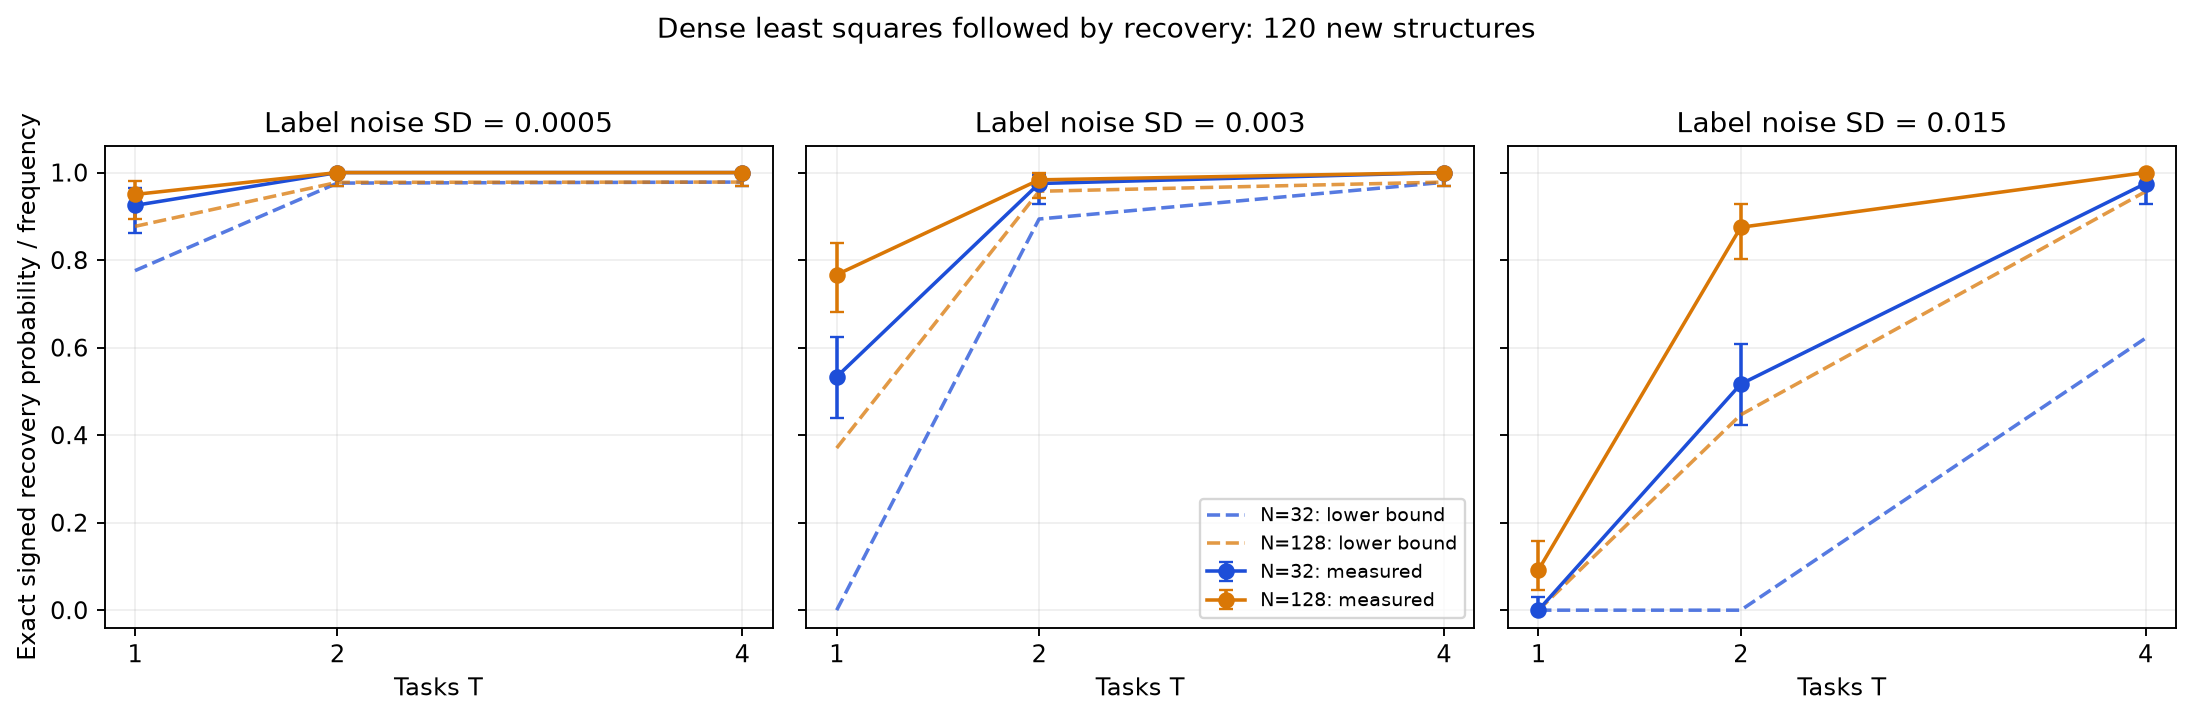 Dense least squares followed by recovery: 120 new structures
Label noise SD = 0.0005
Label noise SD = 0.003
Label noise SD = 0.015
Exact signed recovery probability / frequency
1.0
0.8
0.6
0.4
0.2
0.0
N=32: lower bound
N=128: lower bound
N=32: measured
N=128: measured
1 2 4
1 2 4
1 2 4
Tasks T
Tasks T
Tasks T